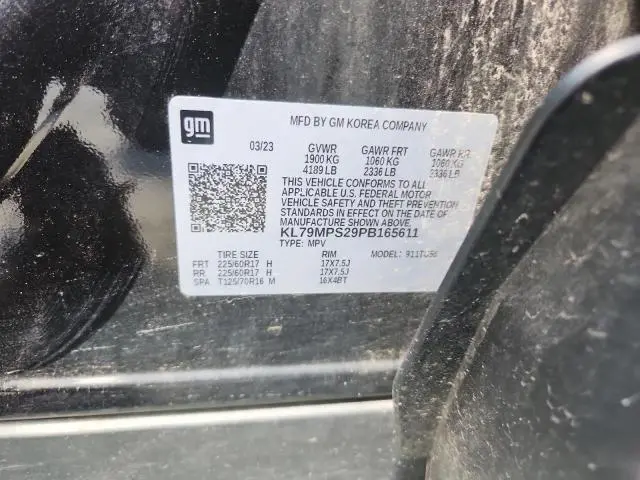 gm
MFD BY GM KOREA COMPANY
03/23 GVWR GAWR FRT GAWR RR
1900 KG 1060 KG 1060 KG
4189 LB 2336 LB 2336 LB
THIS VEHICLE CONFORMS TO ALL
APPLICABLE U.S. FEDERAL MOTOR
VEHICLE SAFETY AND THEFT PREVENTION
STANDARDS IN EFFECT ON THE DATE OF
MANUFACTURE SHOWN ABOVE.
KL79MPS29PB165611
TYPE: MPV
TIRE SIZE RIM MODEL:
FRT 225/60R17 H 17X7.5J
RR 225/60R17 H 17X7.5J
SPA T125/70R16 M 16X4BT